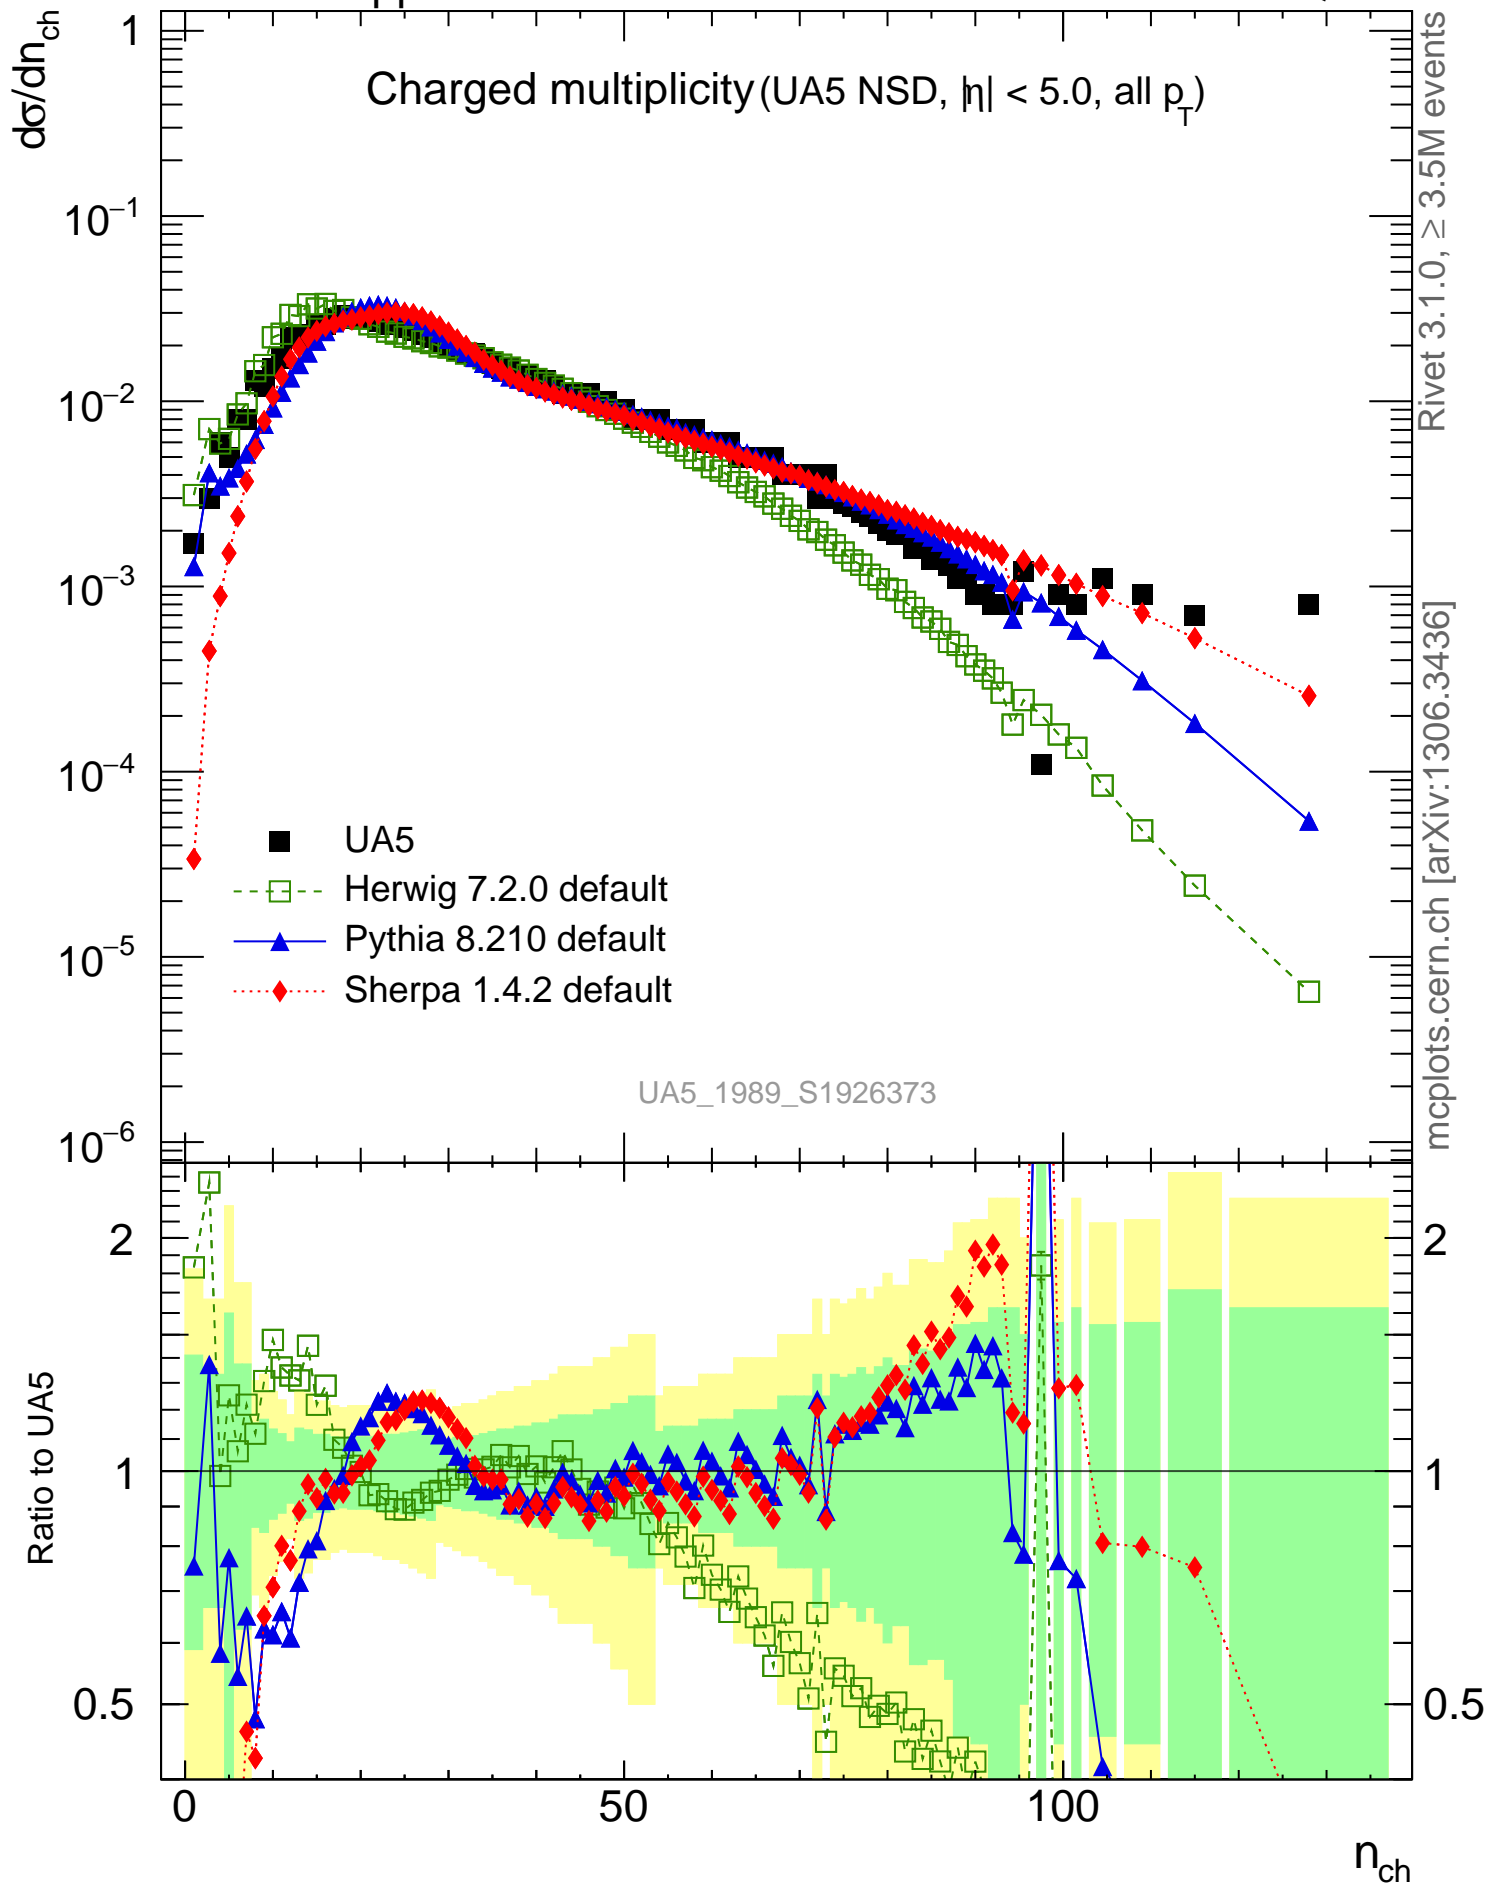 dσ/dn_ch
Charged multiplicity (UA5 NSD, |η| < 5.0, all p_T)
1
10^−1
10^−2
10^−3
10^−4
10^−5
10^−6
UA5
Herwig 7.2.0 default
Pythia 8.210 default
Sherpa 1.4.2 default
UA5_1989_S1926373
Rivet 3.1.0, ≥ 3.5M events
mcplots.cern.ch [arXiv:1306.3436]
Ratio to UA5
2
1
0.5
2
1
0.5
0
50
100
n_ch